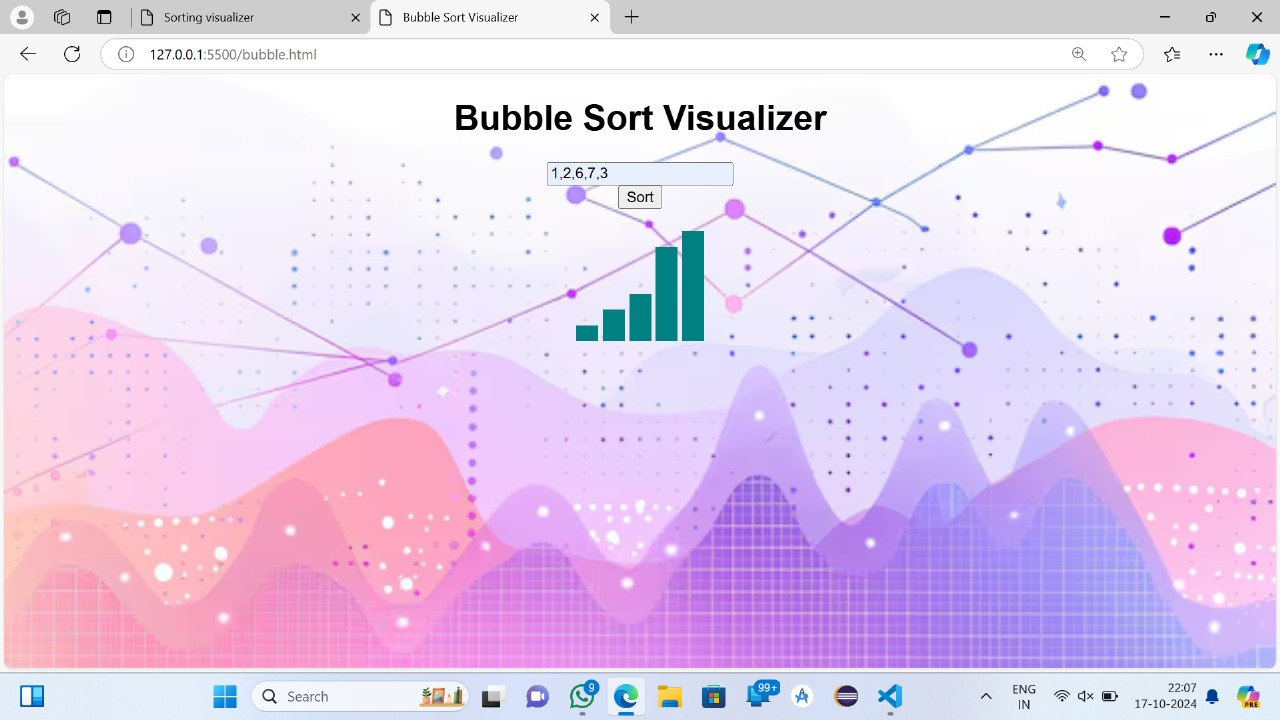 Sorting visualizer
Bubble Sort Visualizer
127.0.0.1:5500/bubble.html
Bubble Sort Visualizer
1,2,6,7,3
Sort
Search
9
99+
PRE
ENG
IN
22:07
17-10-2024